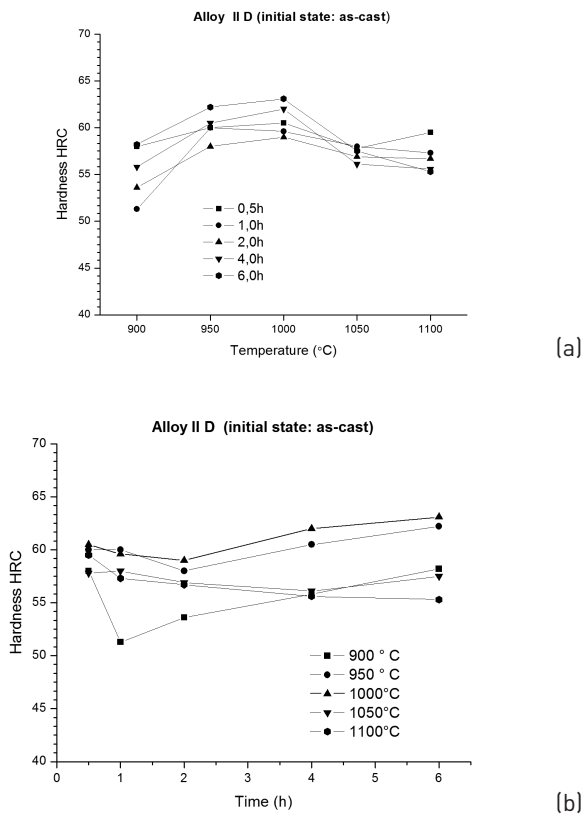 Alloy II D (initial state: as-cast)
70
65
60
55
50
45
40
Hardness HRC
0,5h
1,0h
2,0h
4,0h
6,0h
900 950 1000 1050 1100
Temperature (°C)
(a)
Alloy II D (initial state: as-cast)
70
65
60
55
50
45
40
Hardness HRC
900 ° C
950 ° C
1000°C
1050°C
1100°C
0 1 2 3 4 5 6
Time (h)
(b)